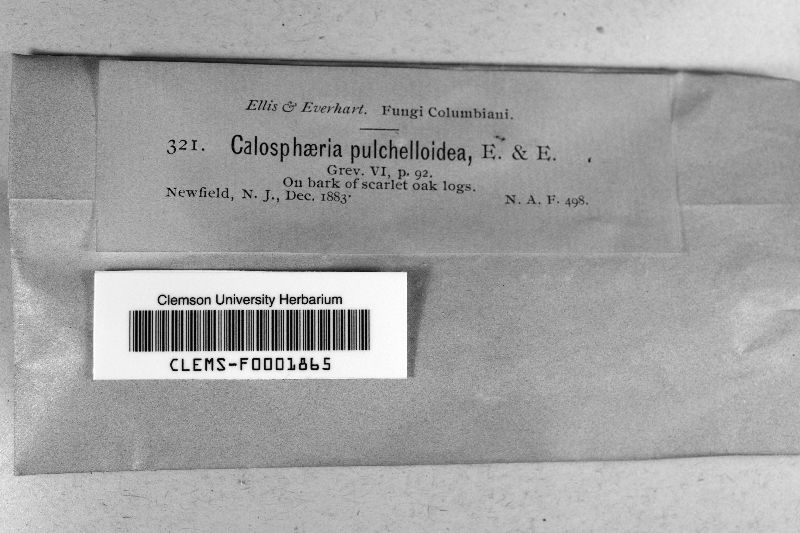 Ellis & Everhart. Fungi Columbiani.
321. Calosphæria pulchelloidea, E. & E.
Grev. VI, p. 92.
On bark of scarlet oak logs.
Newfield, N. J., Dec. 1883. N. A. F. 498.
Clemson University Herbarium
CLEMS-F0001865